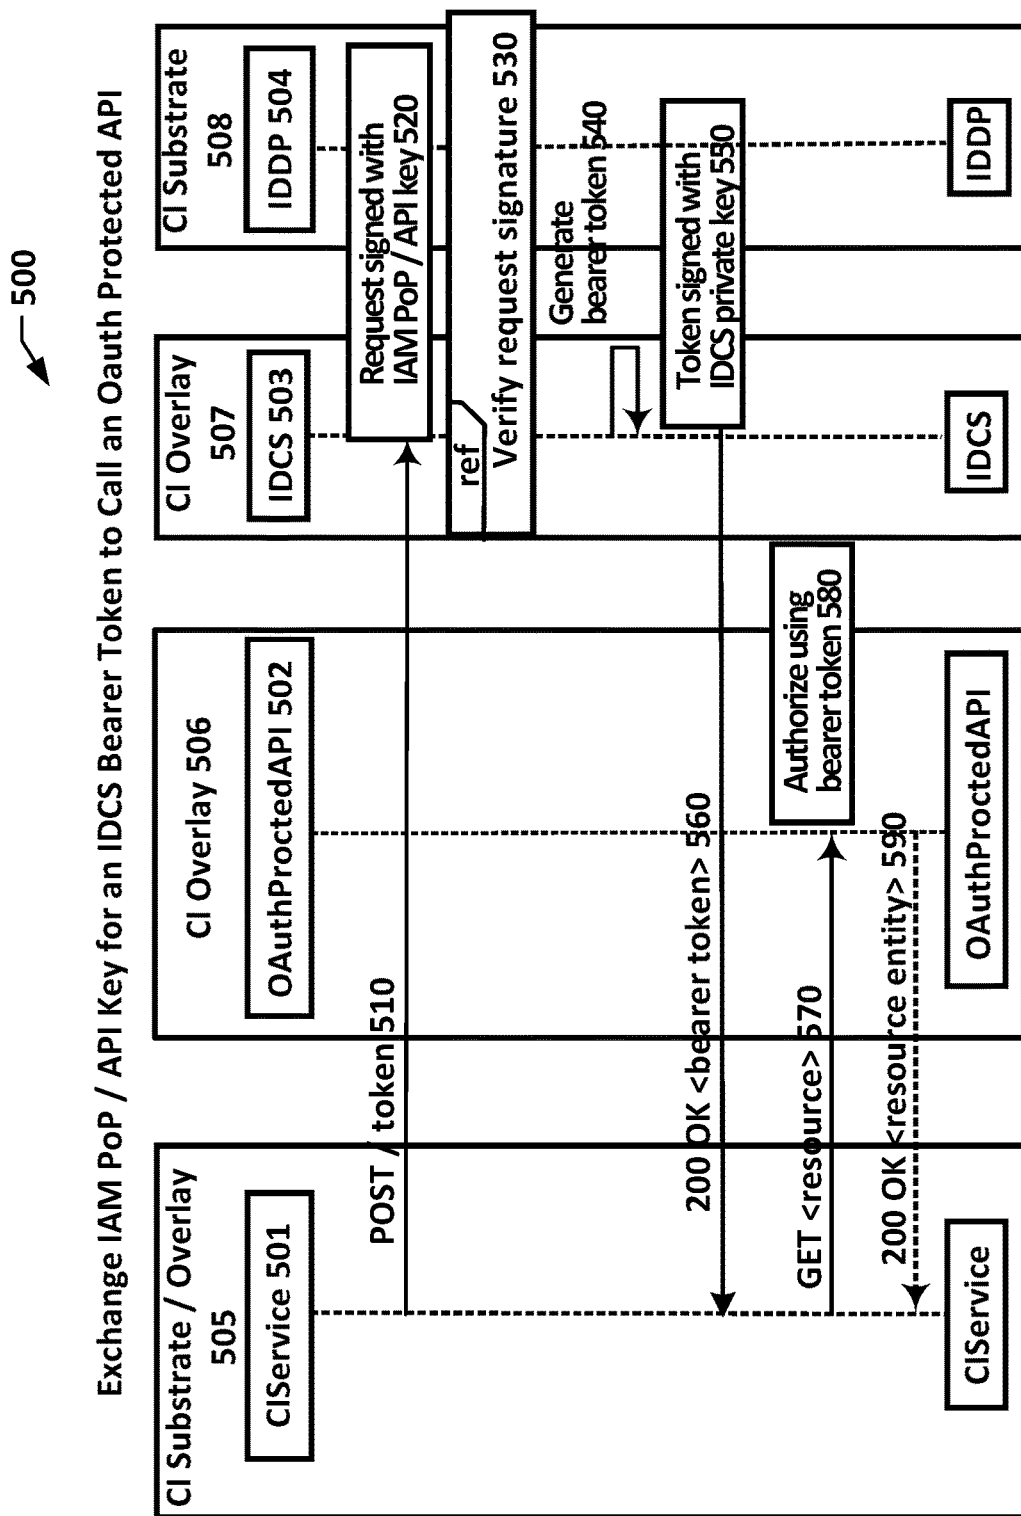 500
Exchange IAM PoP / API Key for an IDCS Bearer Token to Call an Oauth Protected API
CI Substrate / Overlay
505
CI Overlay 506
CI Overlay
507
CI Substrate
508
CISservice 501
OAuthProctedAPI 502
IDCS 503
IDDP 504
POST / token 510
Request signed with
IAM PoP / API key 520
ref
Verify request signature 530
Generate
bearer token 540
Token signed with
IDCS private key 550
200 OK <bearer token> 560
GET <resource> 570
Authorize using
bearer token 580
200 OK <resource entity> 590
CISService
OAuthProctedAPI
IDCS
IDDP